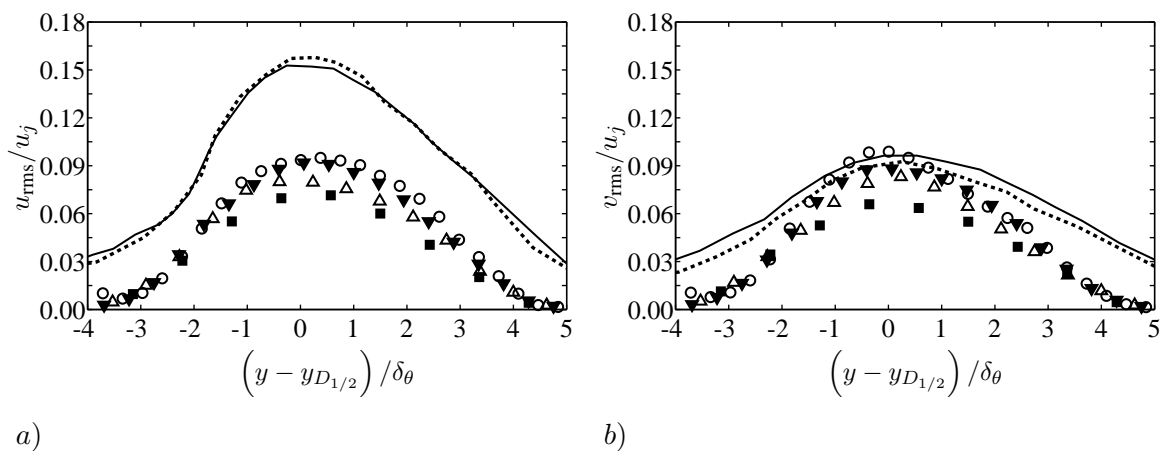 0.18
0.15
0.12
0.09
0.06
0.03
0.00
u_rms/u_j
-4 -3 -2 -1 0 1 2 3 4 5
(y − y_{D_{1/2}}) /δ_θ
a)
0.18
0.15
0.12
0.09
0.06
0.03
0.00
v_rms/u_j
-4 -3 -2 -1 0 1 2 3 4 5
(y − y_{D_{1/2}}) /δ_θ
b)